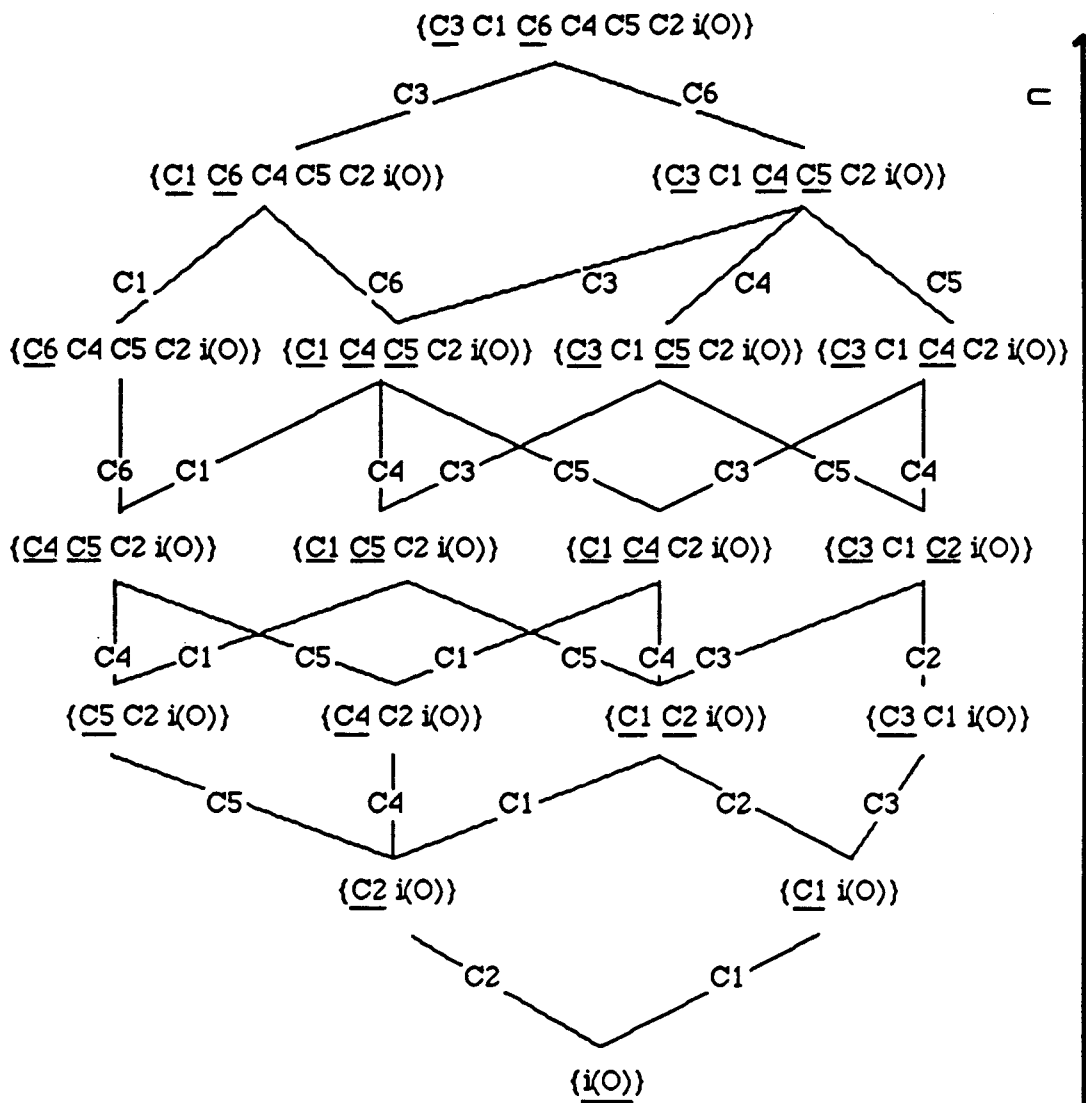 {C3 C1 C6 C4 C5 C2 i(O)}
C3 C6 ⊂
{C1 C6 C4 C5 C2 i(O)} {C3 C1 C4 C5 C2 i(O)}
C1 C6 C3 C4 C5
{C6 C4 C5 C2 i(O)} {C1 C4 C5 C2 i(O)} {C3 C1 C5 C2 i(O)} {C3 C1 C4 C2 i(O)}
C6 C1 C4 C3 C5 C3 C5 C4
{C4 C5 C2 i(O)} {C1 C5 C2 i(O)} {C1 C4 C2 i(O)} {C3 C1 C2 i(O)}
C4 C1 C5 C1 C5 C4 C3 C2
{C5 C2 i(O)} {C4 C2 i(O)} {C1 C2 i(O)} {C3 C1 i(O)}
C5 C4 C1 C2 C3
{C2 i(O)} {C1 i(O)}
C2 C1
{i(O)}